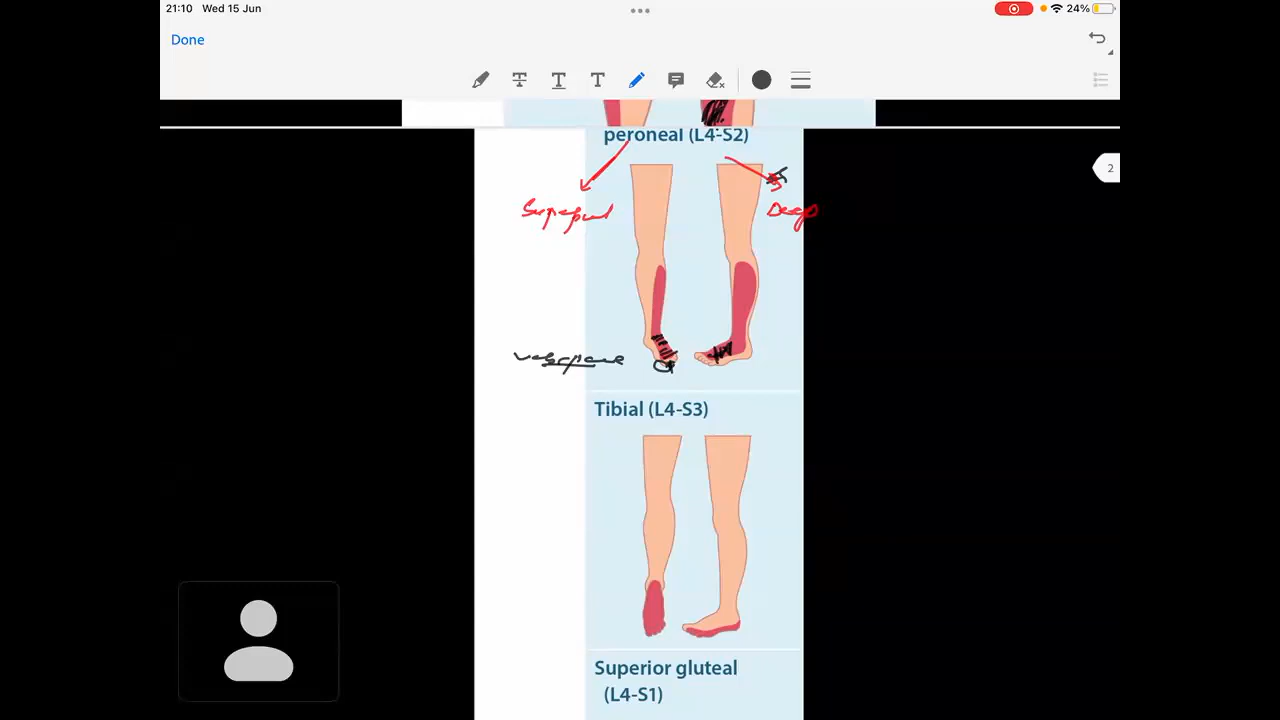 21:10 Wed 15 Jun
24%
Done
peroneal (L4-S2)
2
Deep
webspace
Tibial (L4-S3)
Superior gluteal
(L4-S1)